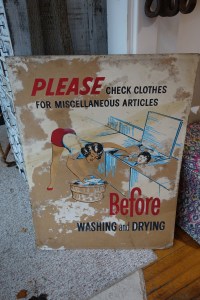 PLEASE CHECK CLOTHES
FOR MISCELLANEOUS ARTICLES
Before
WASHING and DRYING